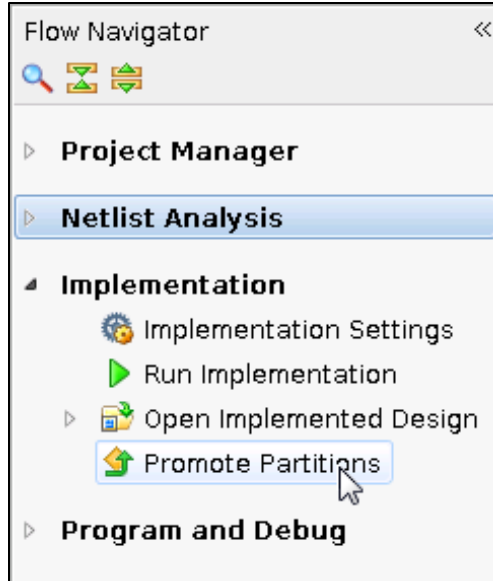 Flow Navigator
Project Manager
Netlist Analysis
Implementation
Implementation Settings
Run Implementation
Open Implemented Design
Promote Partitions
Program and Debug